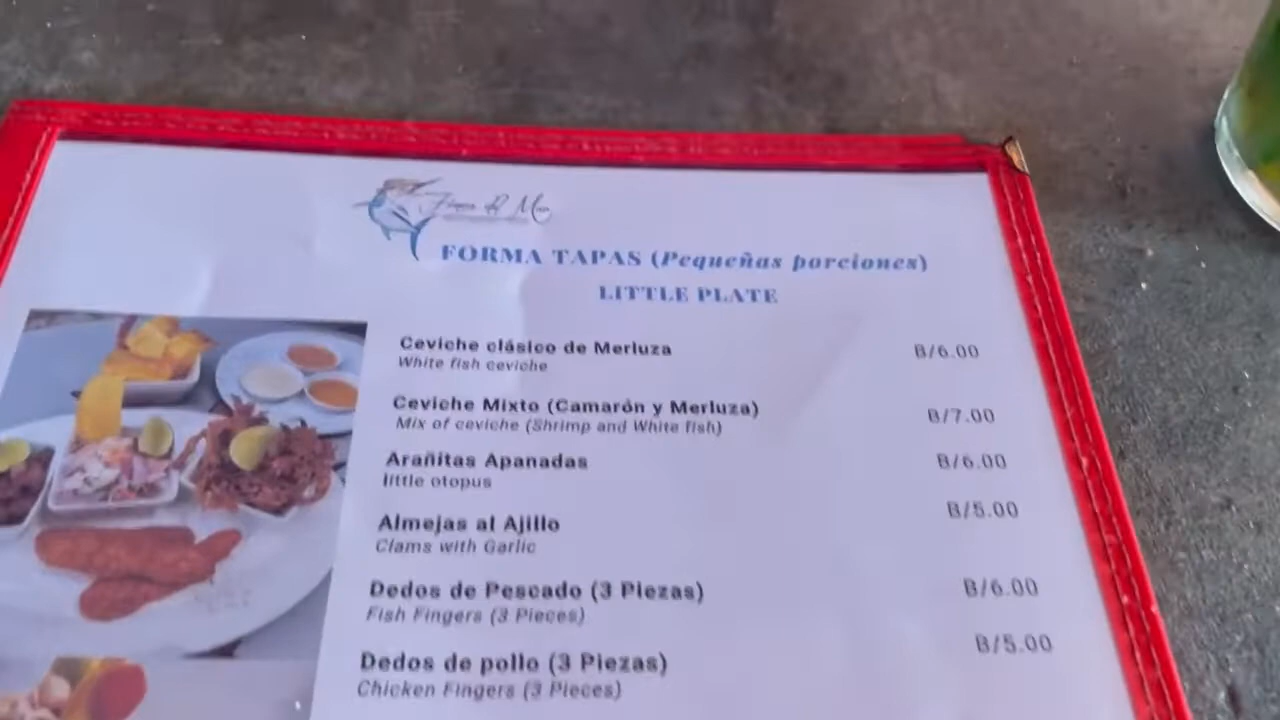 FORMA TAPAS (Pequeñas porciones)
LITTLE PLATE
Ceviche clásico de Merluza B/6.00
White fish ceviche
Ceviche Mixto (Camarón y Merluza) B/7.00
Mix of ceviche (Shrimp and White fish)
Arañitas Apanadas B/6.00
little otopus
Almejas al Ajillo B/5.00
Clams with Garlic
Dedos de Pescado (3 Piezas) B/6.00
Fish Fingers (3 Pieces)
Dedos de pollo (3 Piezas) B/5.00
Chicken Fingers (3 Pieces)